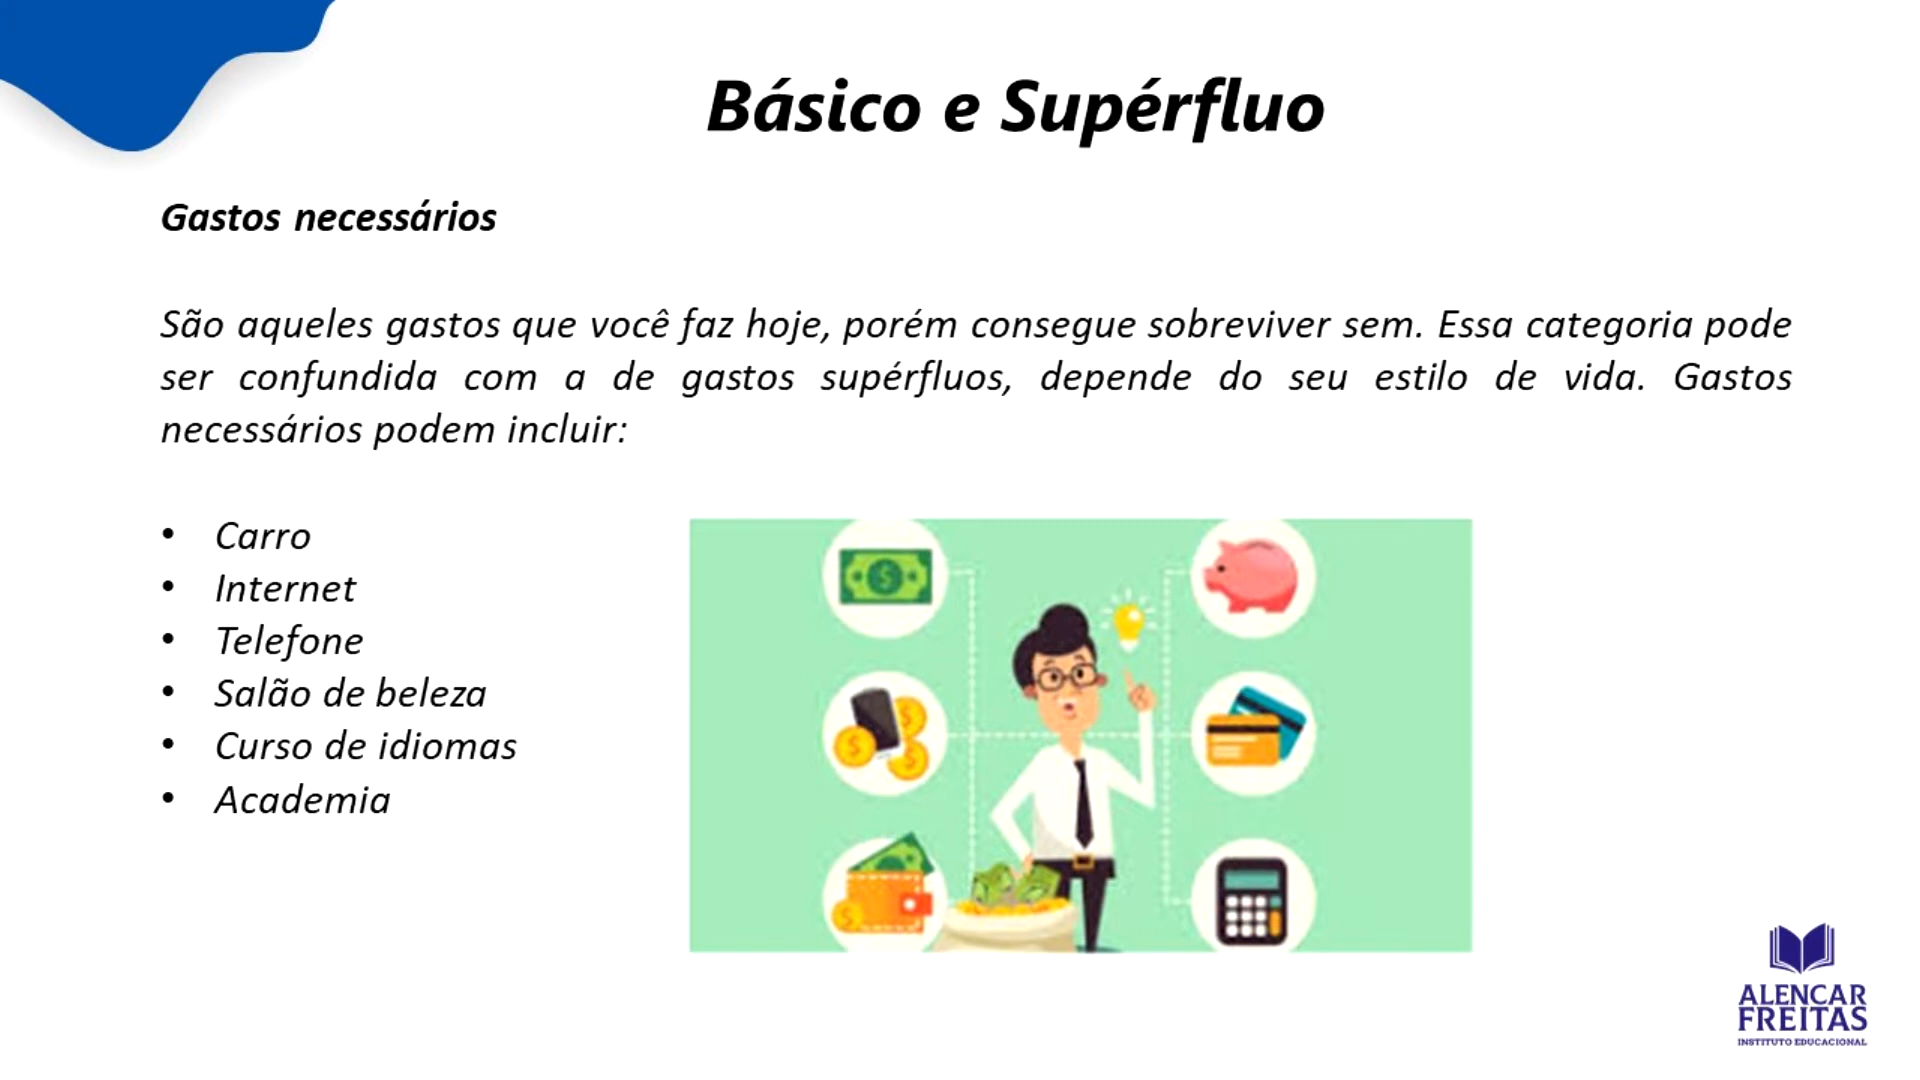 Básico e Supérfluo
Gastos necessários
São aqueles gastos que você faz hoje, porém consegue sobreviver sem. Essa categoria pode
ser confundida com a de gastos supérfluos, depende do seu estilo de vida. Gastos
necessários podem incluir:
• Carro
• Internet
• Telefone
• Salão de beleza
• Curso de idiomas
• Academia
ALENCAR
FREITAS
INSTITUTO EDUCACIONAL